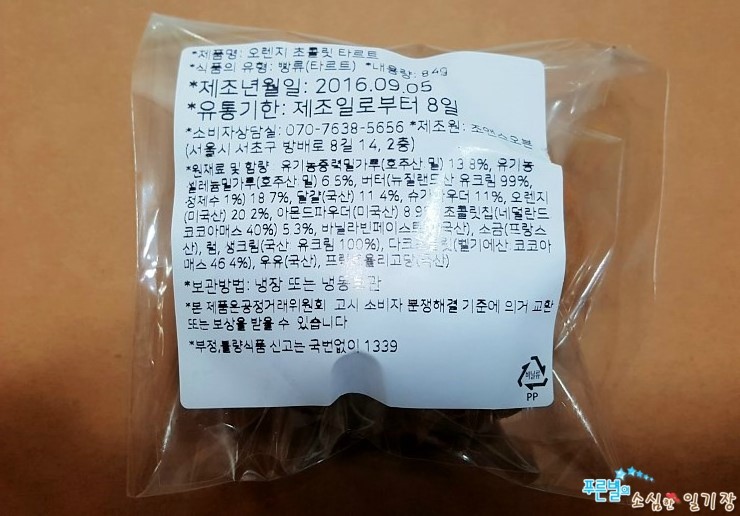 *제품명: 오렌지 초콜릿 타르트
*식품의 유형: 빵류(타르트) *내용량: 84g
*제조년월일: 2016.09.05
*유통기한: 제조일로부터 8일
*소비자상담실: 070-7638-5656 *제조원:
(서울시 서초구 방배로 8길 14, 2층)
*원재료 및 함량 유기농중력밀가루(호주산 밀) 13.8%, 유기농
밀가루(호주산 밀) 6.5%, 버터(뉴질랜드산 유크림 99%,
정제수 1%) 18.7%, 달걀(국산) 11.4%, 슈가파우더 11%, 오렌지
(미국산) 20.2%, 아몬드파우더(미국산) 8.9%, 초콜릿칩(네덜란드
코코아매스 40%) 5.3%, 바닐라빈페이스트, 소금(프랑스
산), 럼, 생크림(국산 유크림 100%), 다크초콜릿(벨기에산 코코아
매스 46.4%), 우유(국산),
*보관방법: 냉장 또는 냉동보관
*본 제품은공정거래위원회 고시 소비자 분쟁해결 기준에 의거 교환
또는 보상을 받을 수 있습니다
*부정,불량식품 신고는 국번없이 1339
비닐류
PP
푸른별의 소심한 일기장